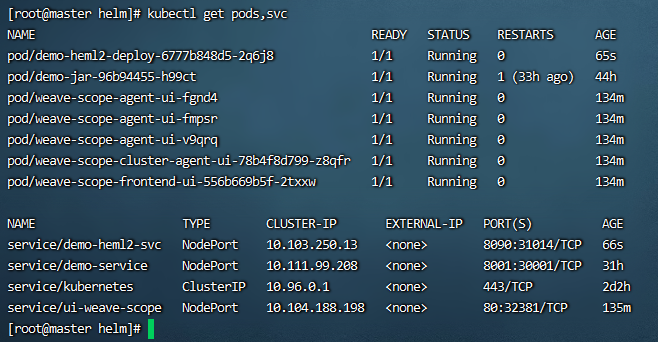 [root@master helm]# kubectl get pods,svc
NAME READY STATUS RESTARTS AGE
pod/demo-heml2-deploy-6777b848d5-2q6j8 1/1 Running 0 65s
pod/demo-jar-96b94455-h99ct 1/1 Running 1 (33h ago) 44h
pod/weave-scope-agent-ui-fgnd4 1/1 Running 0 134m
pod/weave-scope-agent-ui-fmpsr 1/1 Running 0 134m
pod/weave-scope-agent-ui-v9qrq 1/1 Running 0 134m
pod/weave-scope-cluster-agent-ui-78b4f8d799-z8qfr 1/1 Running 0 134m
pod/weave-scope-frontend-ui-556b669b5f-2txxw 1/1 Running 0 134m
NAME TYPE CLUSTER-IP EXTERNAL-IP PORT(S) AGE
service/demo-heml2-svc NodePort 10.103.250.13 <none> 8090:31014/TCP 66s
service/demo-service NodePort 10.111.99.208 <none> 8001:30001/TCP 31h
service/kubernetes ClusterIP 10.96.0.1 <none> 443/TCP 2d2h
service/ui-weave-scope NodePort 10.104.188.198 <none> 80:32381/TCP 135m
[root@master helm]#